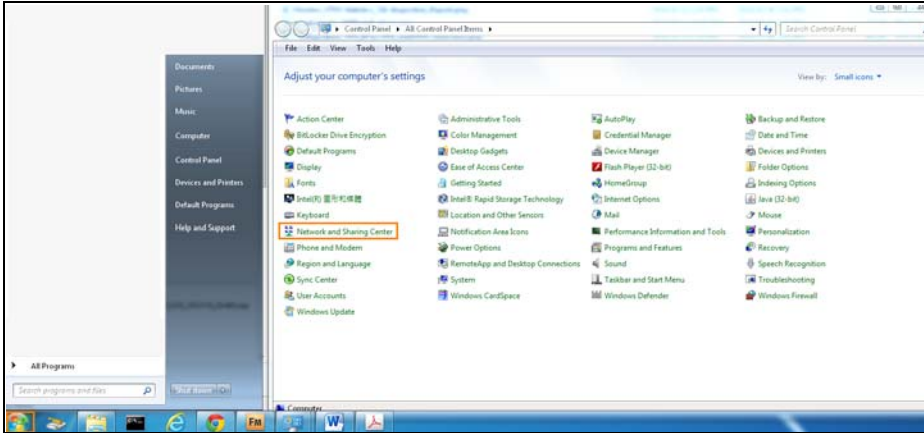 Documents
Pictures
Music
Computer
Control Panel
Devices and Printers
Default Programs
Help and Support
All Programs
Search programs and files
Control Panel
All Control Panel Items
Search Control Panel
File Edit View Tools Help
Adjust your computer's settings
View by: Small icons
Action Center
Administrative Tools
AutoPlay
Backup and Restore
BitLocker Drive Encryption
Color Management
Credential Manager
Date and Time
Default Programs
Desktop Gadgets
Device Manager
Devices and Printers
Display
Ease of Access Center
Flash Player (32-bit)
Folder Options
Fonts
Getting Started
HomeGroup
Indexing Options
Intel(R) 圖形和媒體
Intel® Rapid Storage Technology
Internet Options
Java (32-bit)
Keyboard
Location and Other Sensors
Mail
Mouse
Network and Sharing Center
Notification Area Icons
Performance Information and Tools
Personalization
Phone and Modem
Power Options
Programs and Features
Recovery
Region and Language
RemoteApp and Desktop Connections
Sound
Speech Recognition
Sync Center
System
Taskbar and Start Menu
Troubleshooting
User Accounts
Windows CardSpace
Windows Defender
Windows Firewall
Windows Update
Computer
FM
W